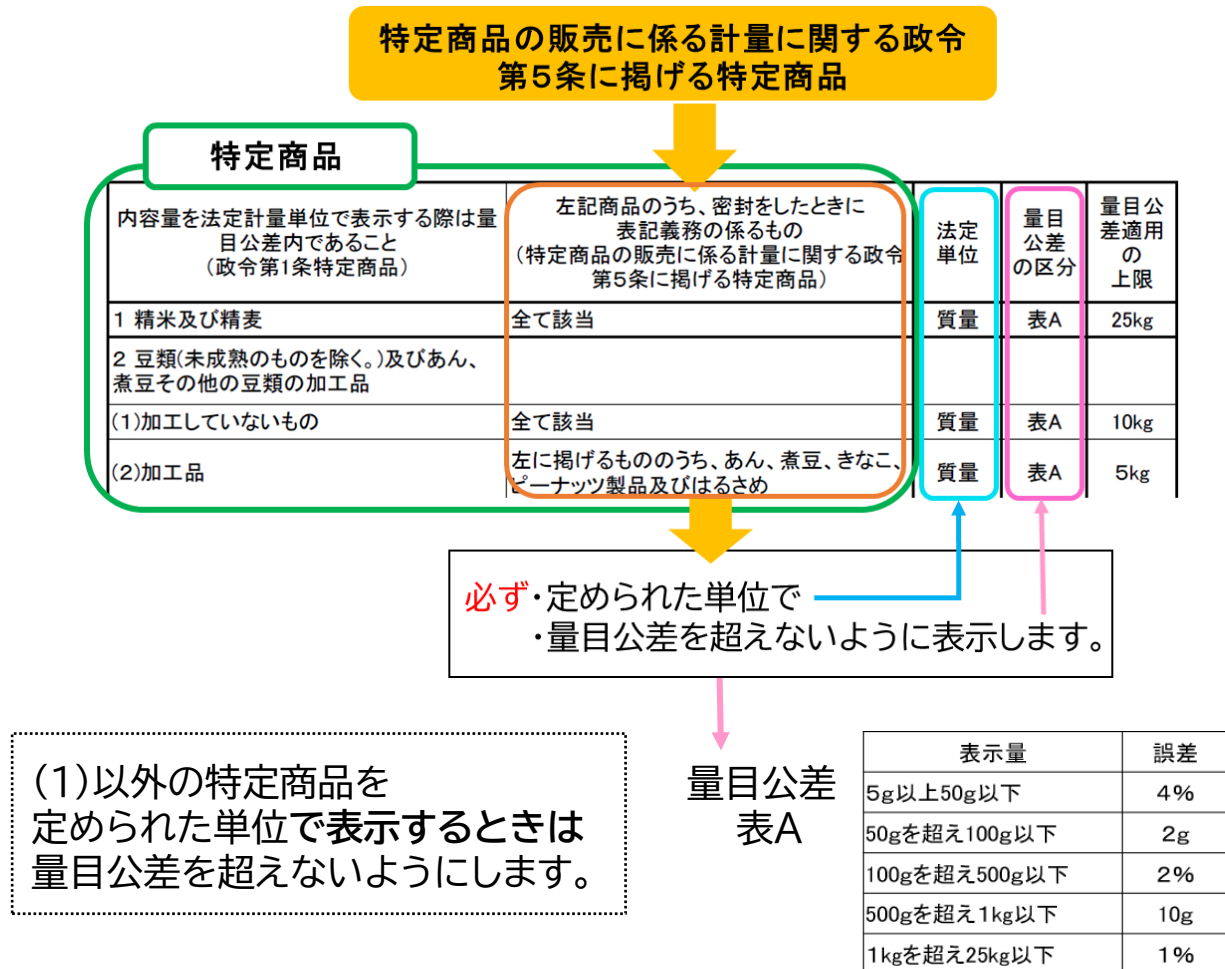 特定商品の販売に係る計量に関する政令
第5条に掲げる特定商品
特定商品
内容量を法定計量単位で表示する際は量
目公差内であること
(政令第1条特定商品)
左記商品のうち、密封をしたときに
表記義務の係るもの
(特定商品の販売に係る計量に関する政令
第5条に掲げる特定商品)
法定
単位
量目
公差
の区分
量目公
差適用
の
上限
1 精米及び精麦
全て該当
質量
表A
25kg
2 豆類(未成熟のものを除く。)及びあん、
煮豆その他の豆類の加工品
(1)加工していないもの
全て該当
質量
表A
10kg
(2)加工品
左に掲げるもののうち、あん、煮豆、きなこ、
ピーナッツ製品及びはるさめ
質量
表A
5kg
必ず・定められた単位で
・量目公差を超えないように表示します。
(1)以外の特定商品を
定められた単位で表示するときは
量目公差を超えないようにします。
量目公差
表A
表示量
誤差
5g以上50g以下
4%
50gを超え100g以下
2g
100gを超え500g以下
2%
500gを超え1kg以下
10g
1kgを超え25kg以下
1%